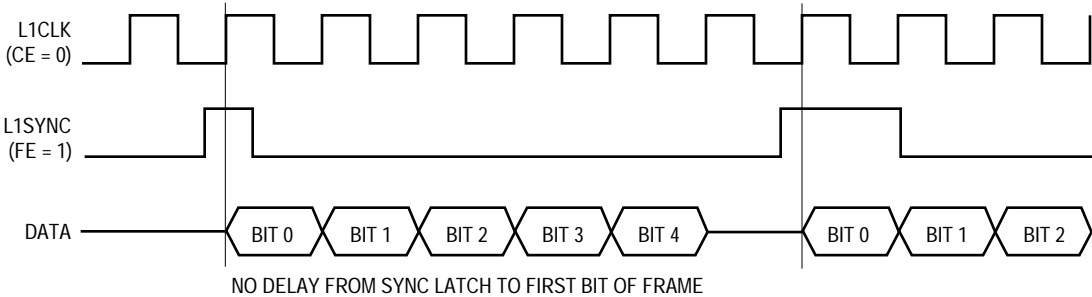 L1CLK
(CE = 0)
L1SYNC
(FE = 1)
DATA BIT 0 BIT 1 BIT 2 BIT 3 BIT 4 BIT 0 BIT 1 BIT 2
NO DELAY FROM SYNC LATCH TO FIRST BIT OF FRAME